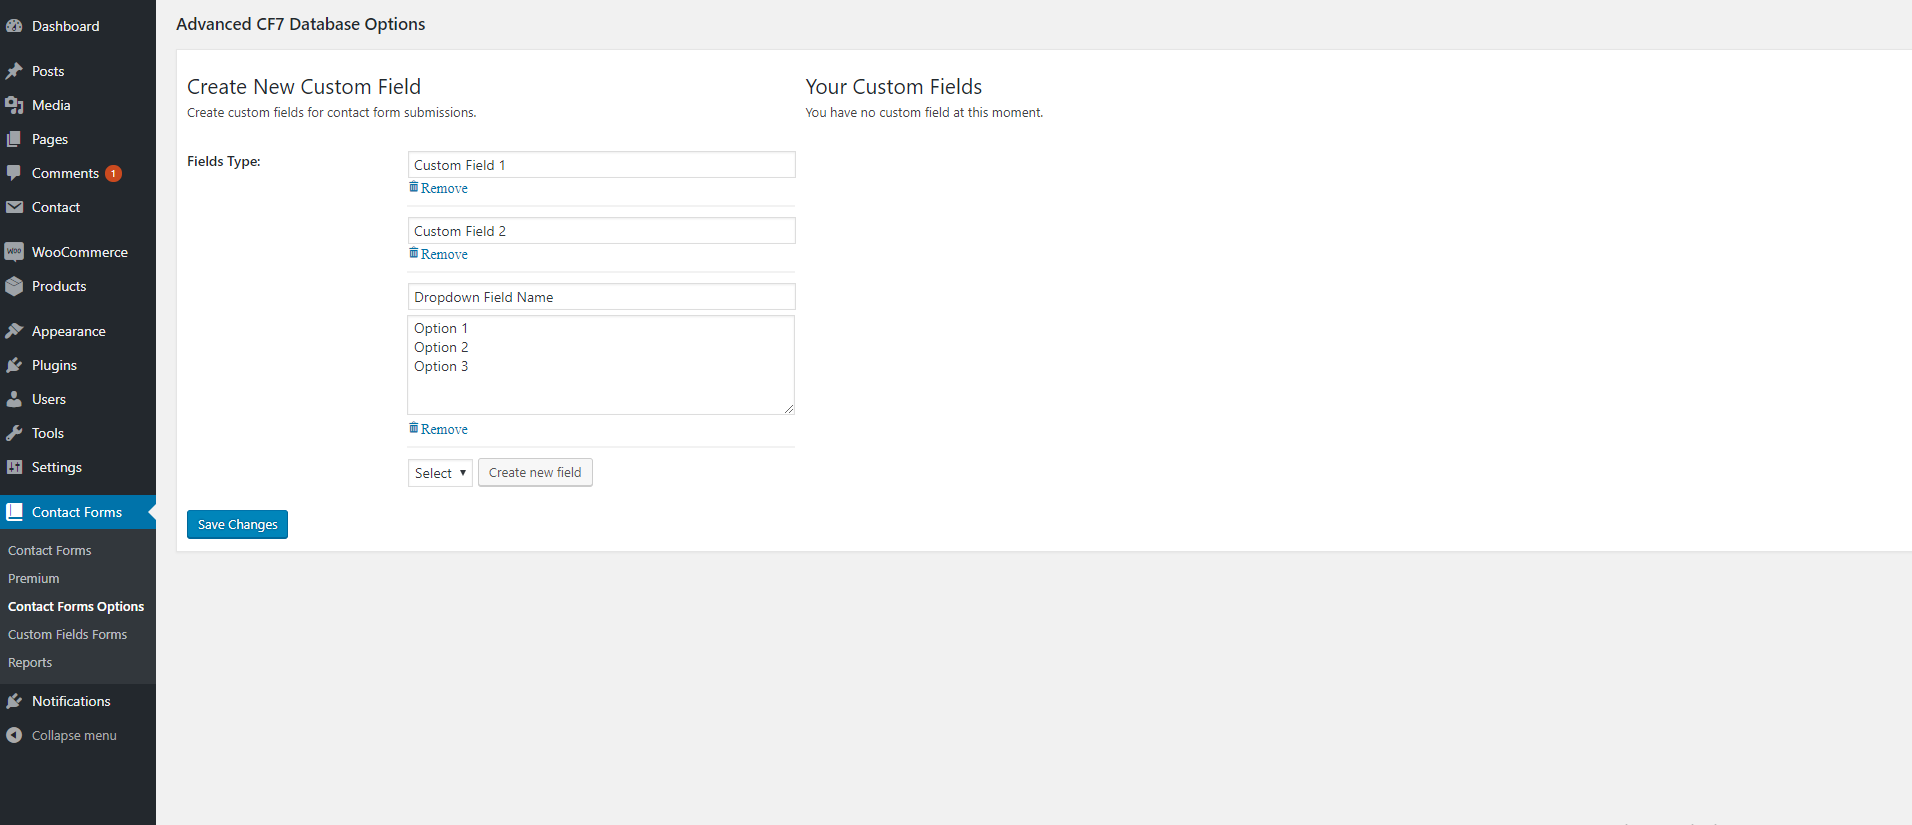 Dashboard
Posts
Media
Pages
Comments 1
Contact
WOO WooCommerce
Products
Appearance
Plugins
Users
Tools
Settings
Contact Forms
Contact Forms
Premium
Contact Forms Options
Custom Fields Forms
Reports
Notifications
Collapse menu
Advanced CF7 Database Options
Create New Custom Field
Create custom fields for contact form submissions.
Fields Type:
Custom Field 1
Remove
Custom Field 2
Remove
Dropdown Field Name
Option 1
Option 2
Option 3
Remove
Select
Create new field
Save Changes
Your Custom Fields
You have no custom field at this moment.